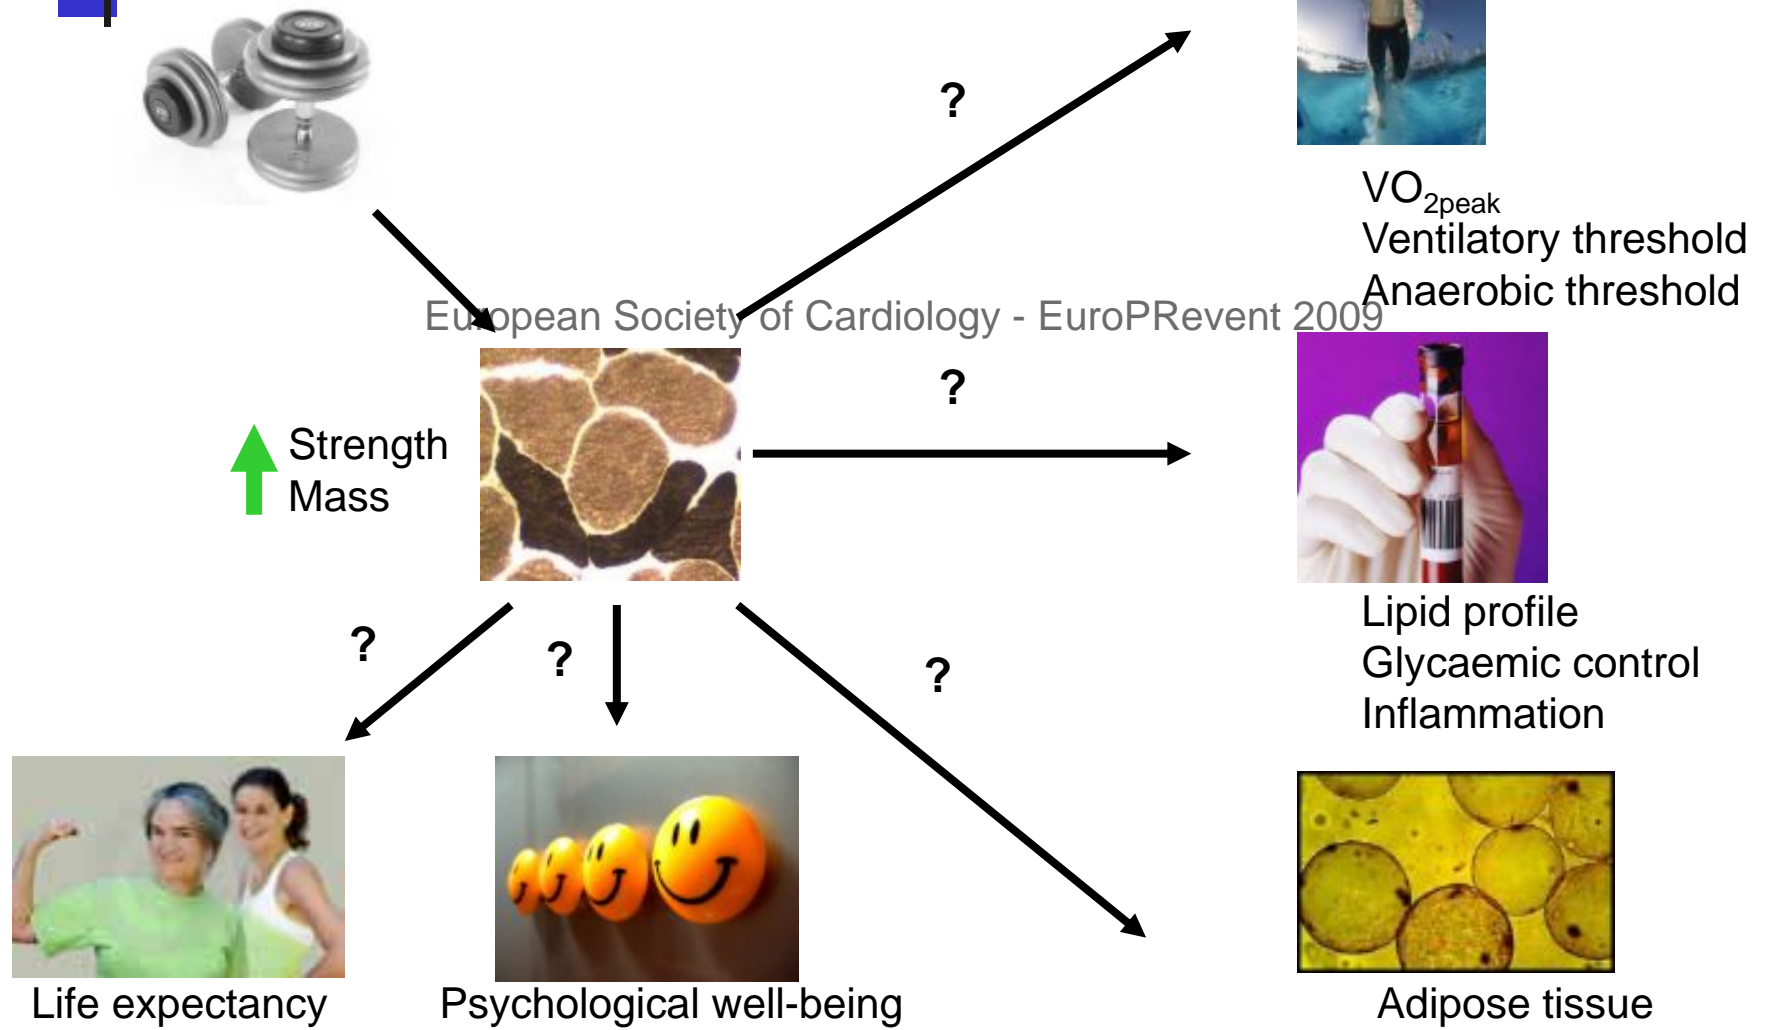 ?
VO2peak
Ventilatory threshold
Anaerobic threshold
European Society of Cardiology - EuroPRevent 2009
?
Strength
Mass
Lipid profile
Glycaemic control
Inflammation
?
?
?
Life expectancy
Psychological well-being
Adipose tissue